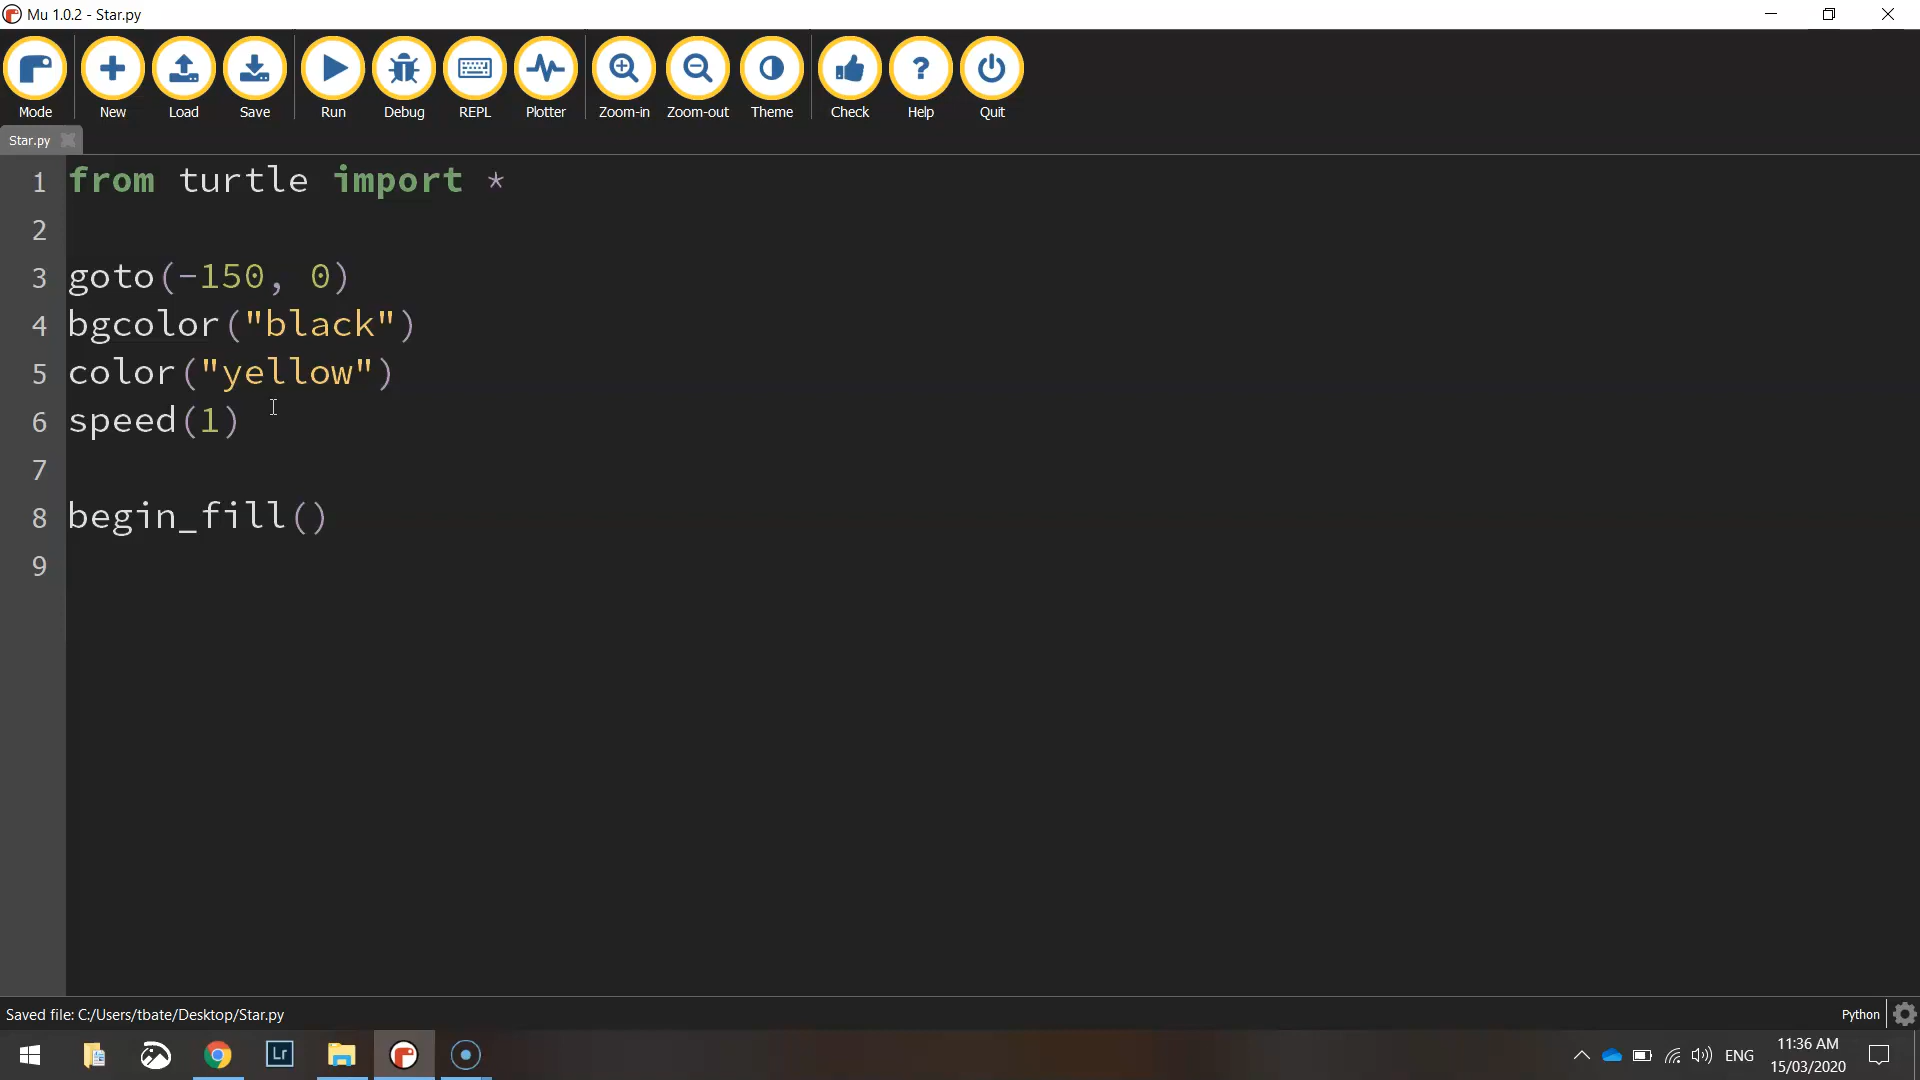 Mu 1.0.2 - Star.py
Mode New Load Save Run Debug REPL Plotter Zoom-in Zoom-out Theme Check Help Quit
Star.py
1 from turtle import *
2
3 goto(-150, 0)
4 bgcolor("black")
5 color("yellow")
6 speed(1)
7
8 begin_fill()
9
Saved file: C:/Users/tbate/Desktop/Star.py Python
Lr ENG 11:36 AM
15/03/2020